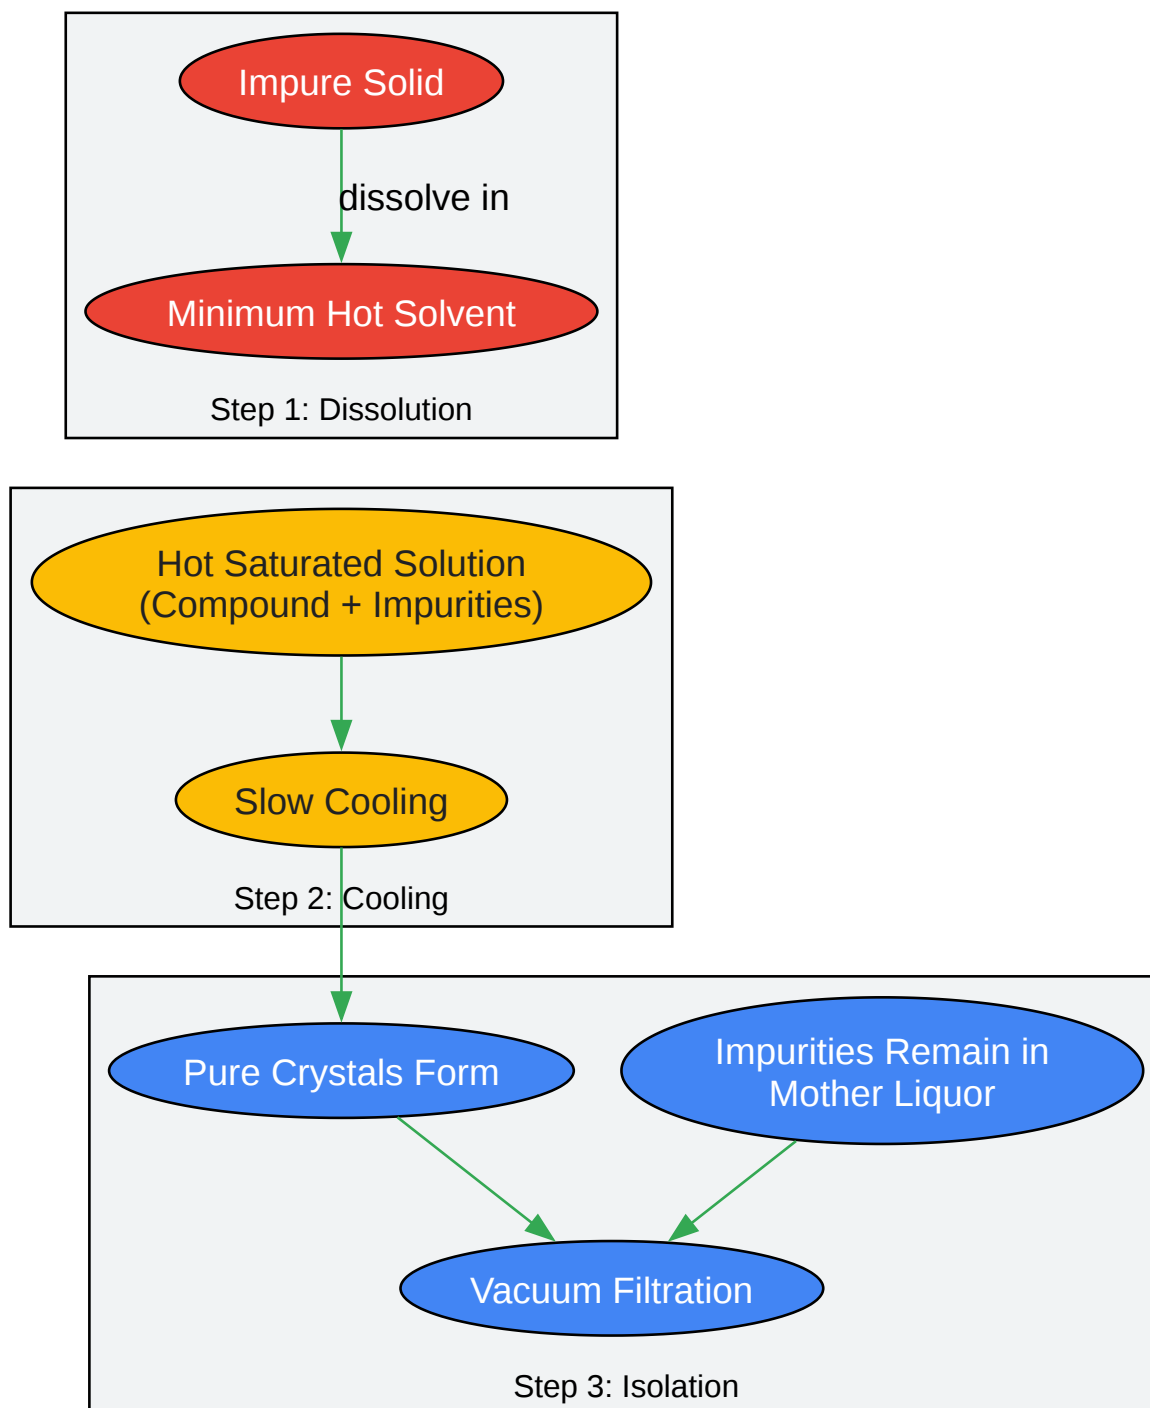 Impure Solid
dissolve in
Minimum Hot Solvent
Step 1: Dissolution
Hot Saturated Solution
(Compound + Impurities)
Slow Cooling
Step 2: Cooling
Pure Crystals Form
Impurities Remain in
Mother Liquor
Vacuum Filtration
Step 3: Isolation